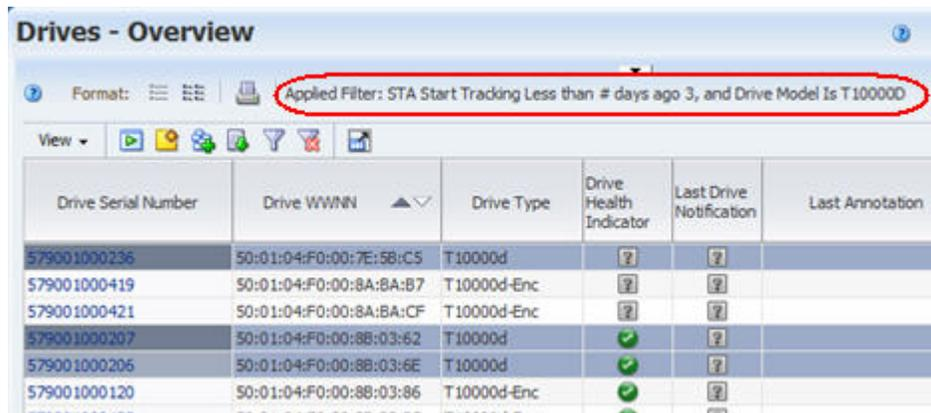 Drives - Overview
Format:
Applied Filter: STA Start Tracking Less than # days ago 3, and Drive Model Is T10000D
View
Drive Serial Number Drive WWNN Drive Type Drive Health Indicator Last Drive Notification Last Annotation
579001000236 50:01:04:F0:00:7E:5B:C5 T10000d
579001000419 50:01:04:F0:00:8A:BA:B7 T10000d-Enc
579001000421 50:01:04:F0:00:8A:BA:CF T10000d-Enc
579001000207 50:01:04:F0:00:8B:03:62 T10000d
579001000206 50:01:04:F0:00:8B:03:6E T10000d
579001000120 50:01:04:F0:00:8B:03:86 T10000d-Enc